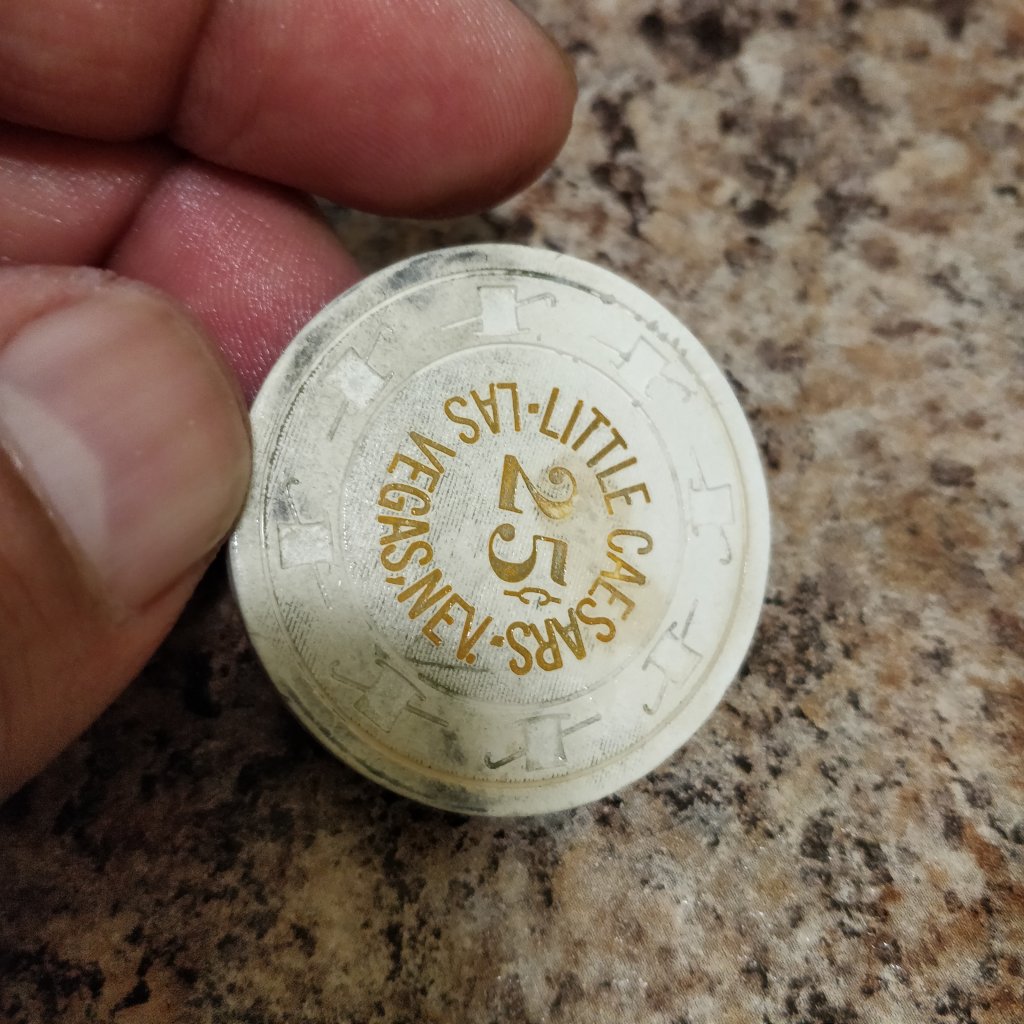 ·LITTLE CAESARS·
25¢
LAS VEGAS, NEV.